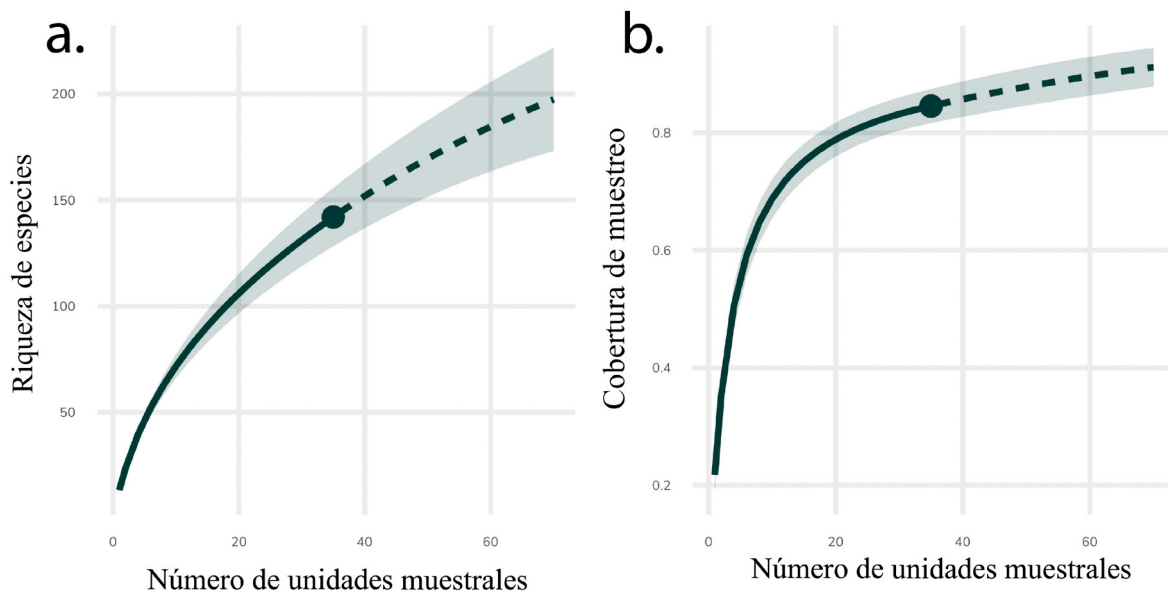 a.
Riqueza de especies
200
150
100
50
0
20
40
60
Número de unidades muestrales
b.
Cobertura de muestreo
0.8
0.6
0.4
0.2
0
20
40
60
Número de unidades muestrales